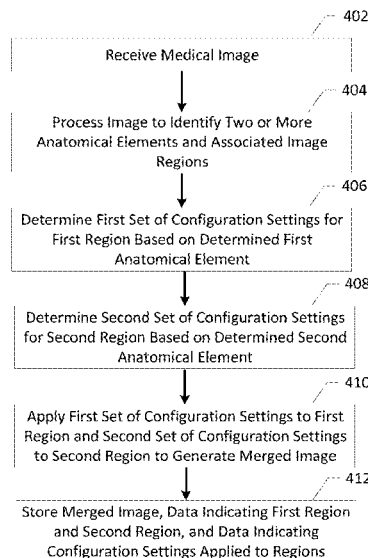 402
Receive Medical Image
404
Process Image to Identify Two or More
Anatomical Elements and Associated Image
Regions
406
Determine First Set of Configuration Settings for
First Region Based on Determined First
Anatomical Element
408
Determine Second Set of Configuration Settings
for Second Region Based on Determined Second
Anatomical Element
410
Apply First Set of Configuration Settings to First
Region and Second Set of Configuration Settings
to Second Region to Generate Merged Image
412
Store Merged Image, Data Indicating First Region
and Second Region, and Data Indicating
Configuration Settings Applied to Regions